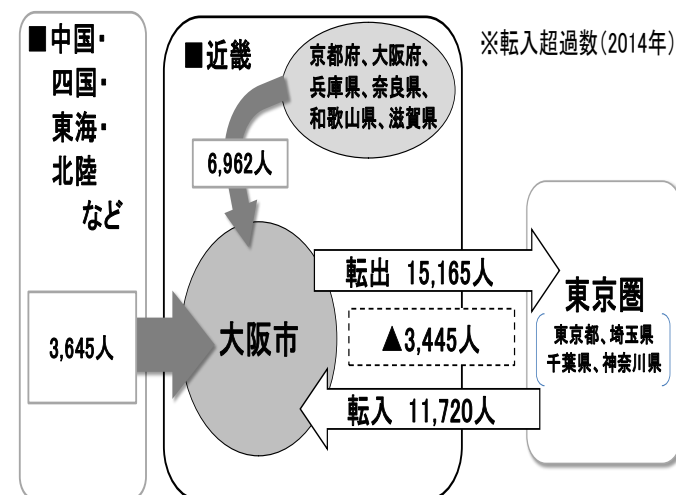 ■中国・
四国・
東海・
北陸
など
3,645人
■近畿
京都府、大阪府、
兵庫県、奈良県、
和歌山県、滋賀県
6,962人
大阪市
※転入超過数（2014年）
転出 15,165人
▲3,445人
転入 11,720人
東京圏
東京都、埼玉県
千葉県、神奈川県